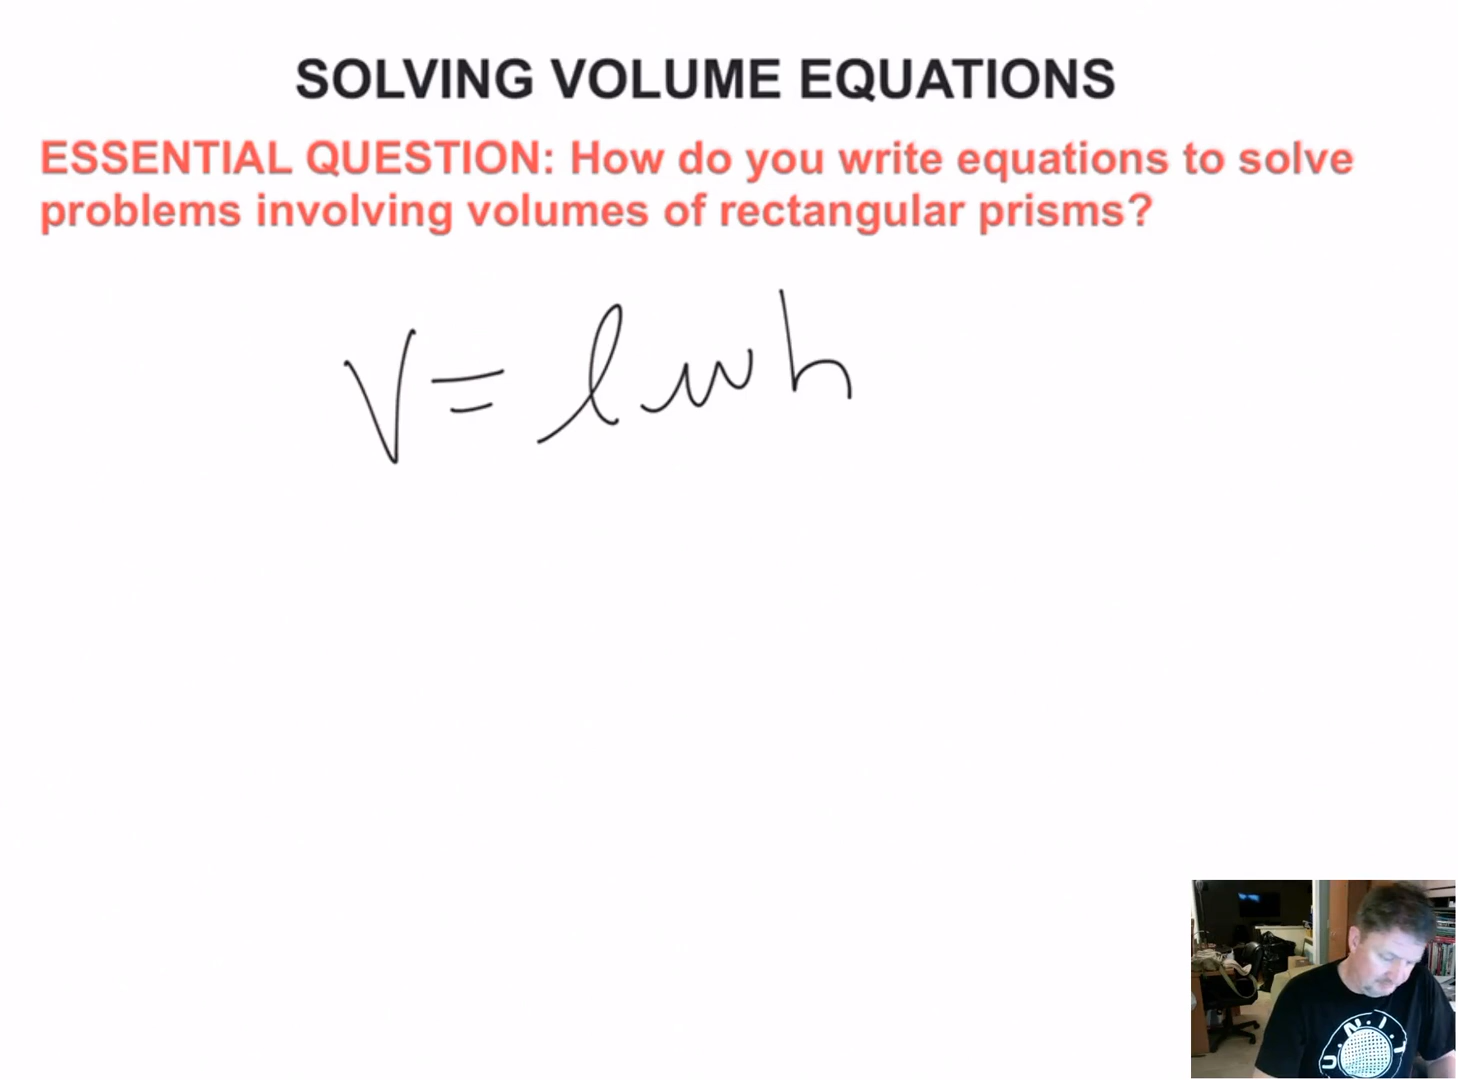 SOLVING VOLUME EQUATIONS
ESSENTIAL QUESTION: How do you write equations to solve
problems involving volumes of rectangular prisms?
V = lwh
U.N.I.T